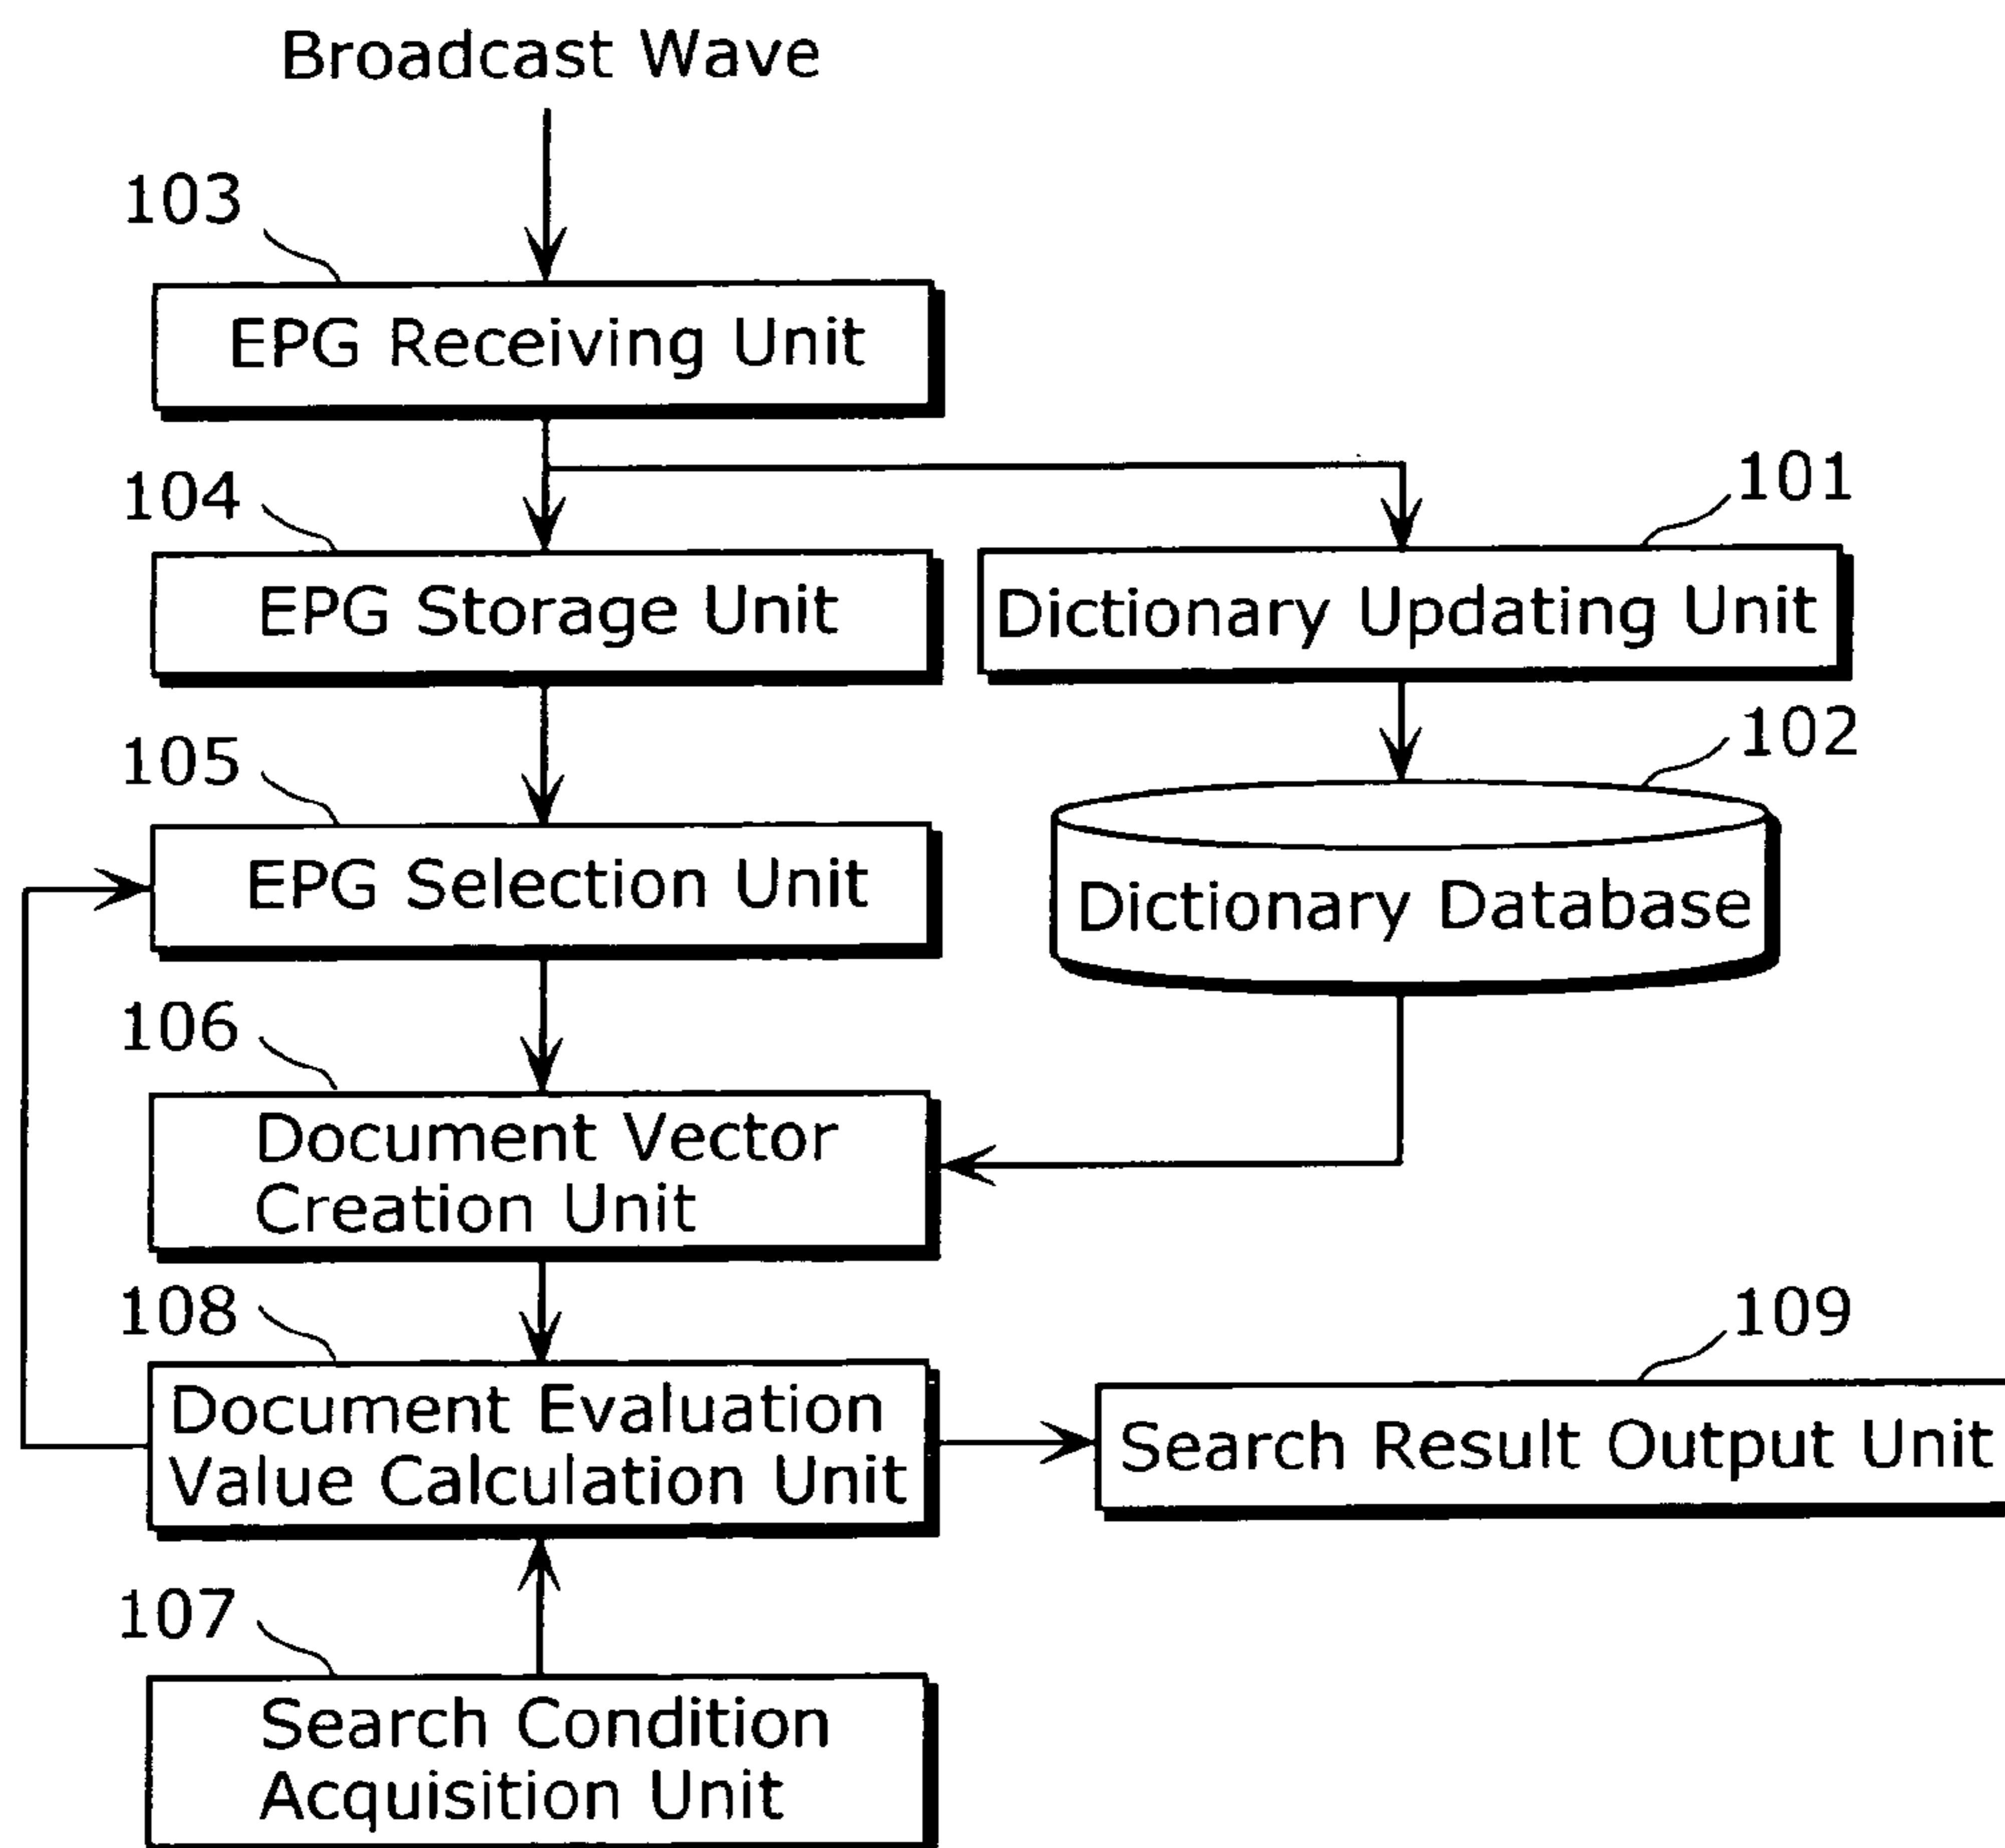 Broadcast Wave
103
EPG Receiving Unit
104
101
EPG Storage Unit
Dictionary Updating Unit
105
102
EPG Selection Unit
Dictionary Database
106
Document Vector
Creation Unit
108
109
Document Evaluation
Value Calculation Unit
Search Result Output Unit
107
Search Condition
Acquisition Unit